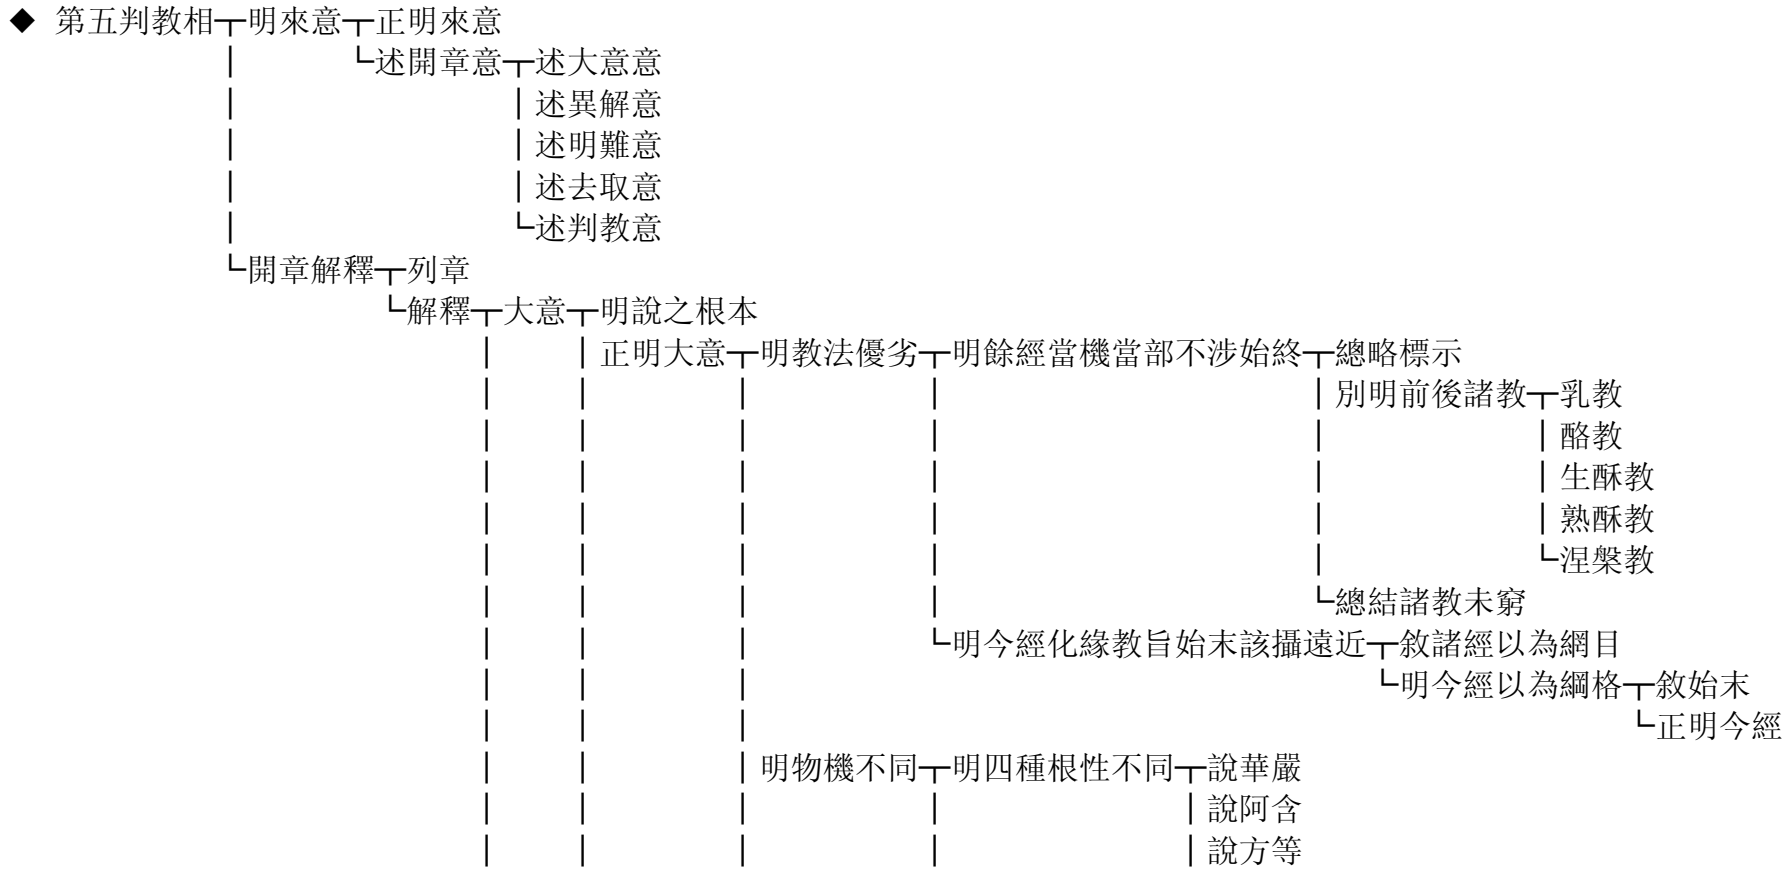 ◆ 第五判教相┬明來意┬正明來意
│ └述開章意┬述大意意
│ │述異解意
│ │述明難意
│ │述去取意
│ └述判教意
└開章解釋┬列章
└解釋┬大意┬明說之根本
│ │正明大意┬明教法優劣┬明餘經當機當部不涉始終┬總略標示
│ │ │ │ │別明前後諸教┬乳教
│ │ │ │ │ │酪教
│ │ │ │ │ │生酥教
│ │ │ │ │ │熟酥教
│ │ │ │ │ └涅槃教
│ │ │ │ └總結諸教未窮
│ │ │ └明今經化緣教旨始末該攝遠近┬敘諸經以為網目
│ │ │ └明今經以為綱格┬敘始末
│ │ │ └正明今經
│ │ │明物機不同┬明四種根性不同┬說華嚴
│ │ │ │ │說阿含
│ │ │ │ │說方等